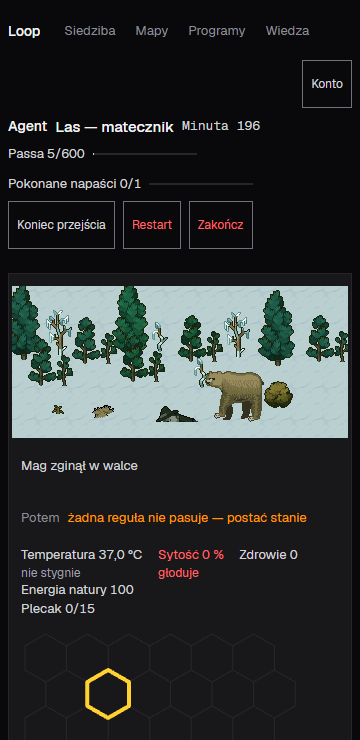 Loop Siedziba Mapy Programy Wiedza
Konto
Agent Las — matecznik Minuta 196
Passa 5/600
Pokonane napaści 0/1
Koniec przejścia Restart Zakończ
Mag zginął w walce
Potem żadna reguła nie pasuje — postać stanie
Temperatura 37,0 °C Sytość 0 % Zdrowie 0
nie stygnie głoduje
Energia natury 100
Plecak 0/15